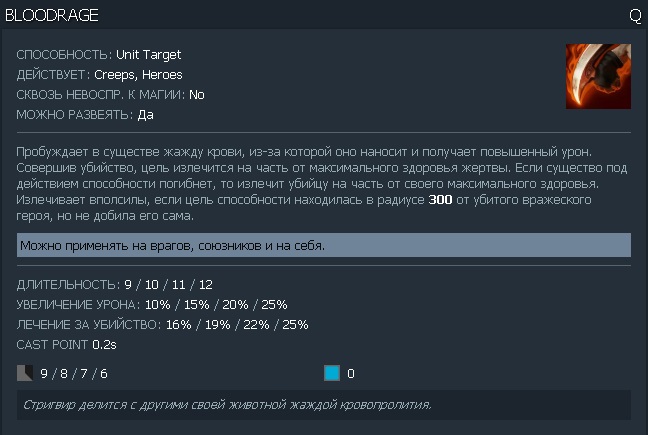 BLOODRAGE Q
СПОСОБНОСТЬ: Unit Target
ДЕЙСТВУЕТ: Creeps, Heroes
СКВОЗЬ НЕВОСПР. К МАГИИ: No
МОЖНО РАЗВЕЯТЬ: Да
Пробуждает в существе жажду крови, из-за которой оно наносит и получает повышенный урон.
Совершив убийство, цель излечится на часть от максимального здоровья жертвы. Если существо под
действием способности погибнет, то излечит убийцу на часть от своего максимального здоровья.
Излечивает вполсилы, если цель способности находилась в радиусе 300 от убитого вражеского
героя, но не добила его сама.
Можно применять на врагов, союзников и на себя.
ДЛИТЕЛЬНОСТЬ: 9 / 10 / 11 / 12
УВЕЛИЧЕНИЕ УРОНА: 10% / 15% / 20% / 25%
ЛЕЧЕНИЕ ЗА УБИЙСТВО: 16% / 19% / 22% / 25%
CAST POINT 0.2s
9 / 8 / 7 / 6 0
Стригвир делится с другими своей животной жаждой кровопролития.